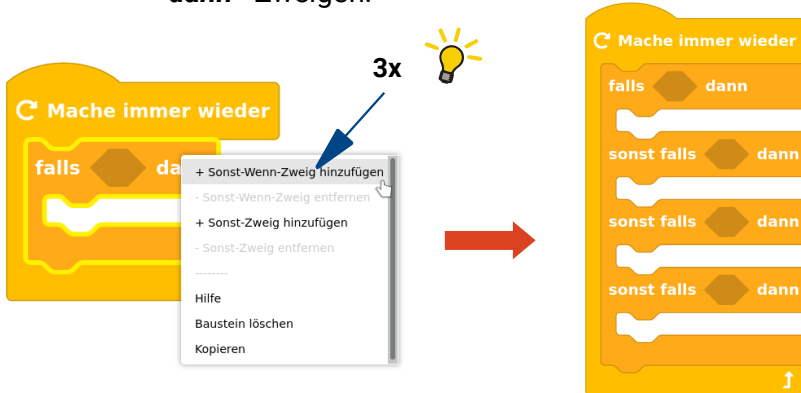 dann“-Zweigen.
3x
Mache immer wieder
falls dann
+ Sonst-Wenn-Zweig hinzufügen
- Sonst-Wenn-Zweig entfernen
+ Sonst-Zweig hinzufügen
- Sonst-Zweig entfernen
--------
Hilfe
Baustein löschen
Kopieren
Mache immer wieder
falls dann
sonst falls dann
sonst falls dann
sonst falls dann